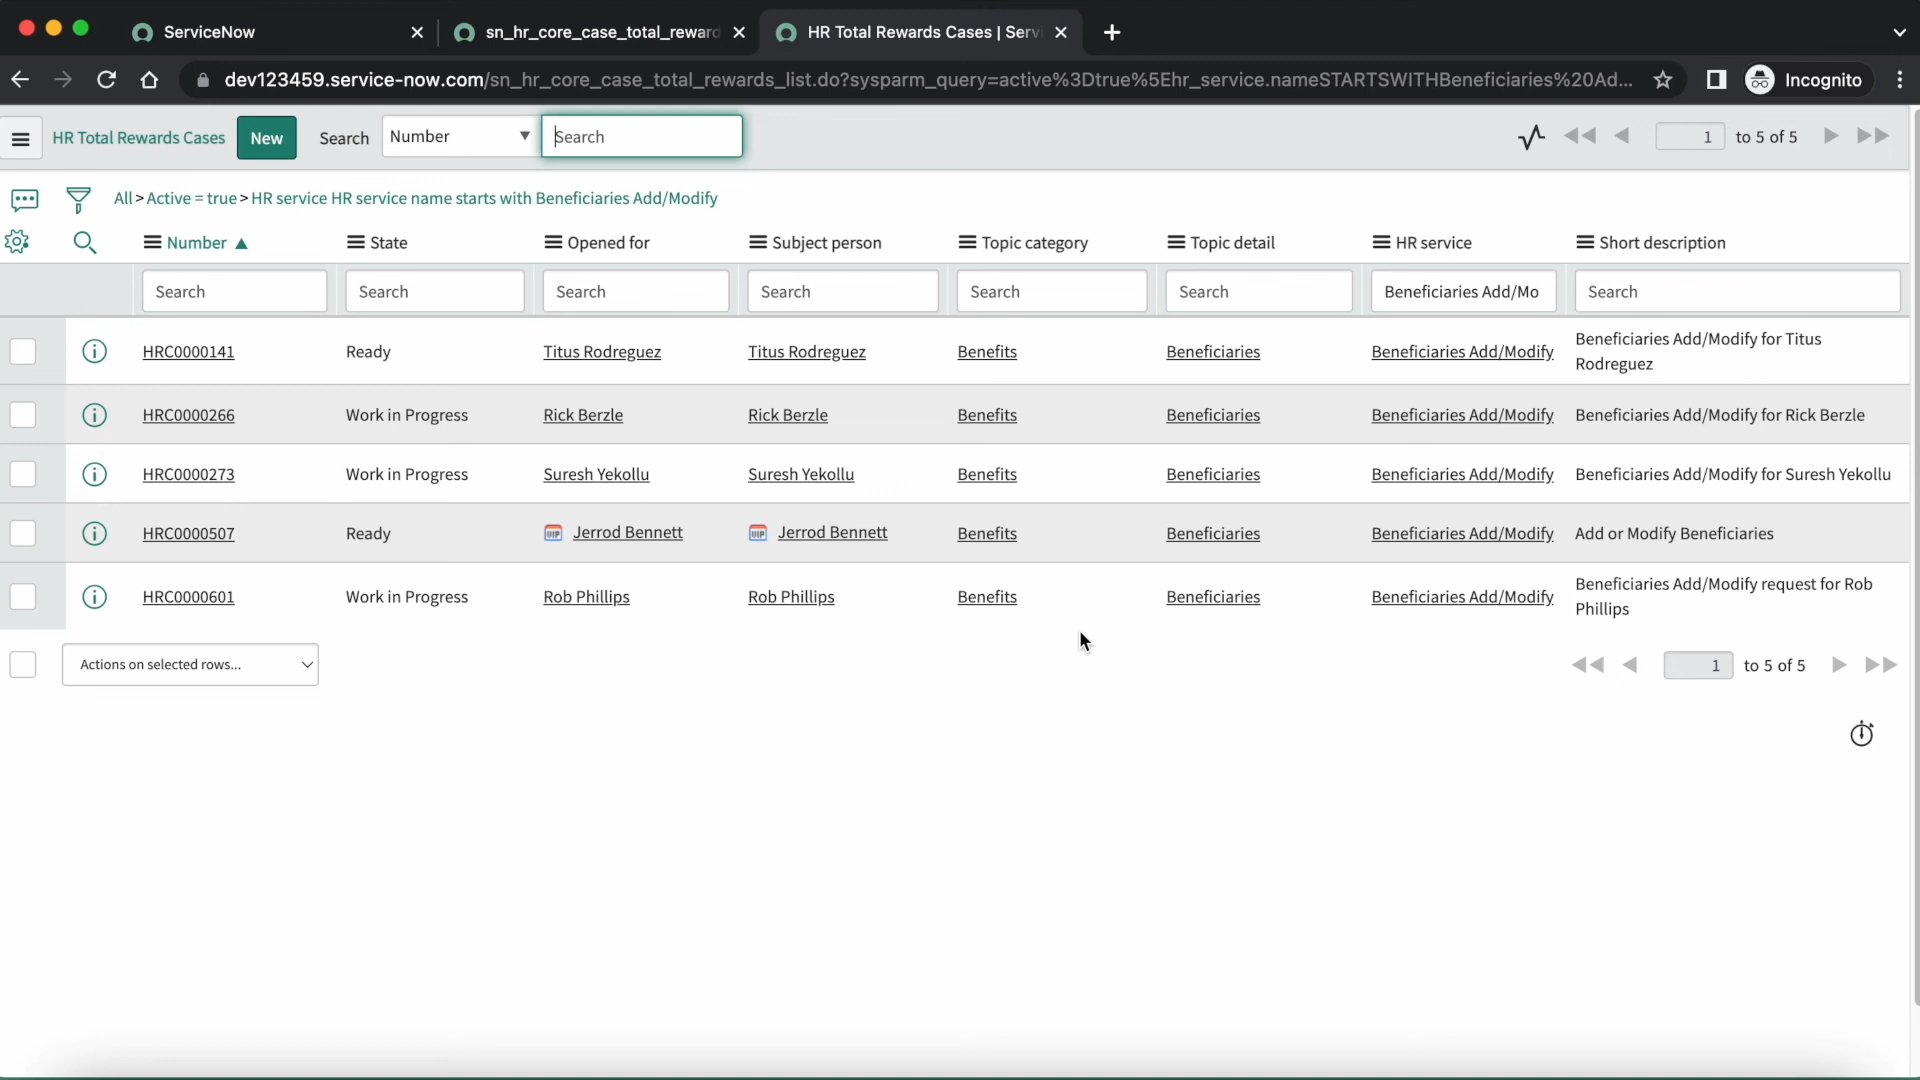 ServiceNow
sn_hr_core_case_total_reward
HR Total Rewards Cases | Servi
dev123459.service-now.com/sn_hr_core_case_total_rewards_list.do?sysparm_query=active%3Dtrue%5Ehr_service.nameSTARTSWITHBeneficiaries%20Ad...
Incognito
HR Total Rewards Cases New Search Number Search 1 to 5 of 5
All > Active = true > HR service HR service name starts with Beneficiaries Add/Modify
Number State Opened for Subject person Topic category Topic detail HR service Short description
Search Search Search Search Search Search Beneficiaries Add/Mo Search
HRC0000141 Ready Titus Rodreguez Titus Rodreguez Benefits Beneficiaries Beneficiaries Add/Modify Beneficiaries Add/Modify for Titus
Rodreguez
HRC0000266 Work in Progress Rick Berzle Rick Berzle Benefits Beneficiaries Beneficiaries Add/Modify Beneficiaries Add/Modify for Rick Berzle
HRC0000273 Work in Progress Suresh Yekollu Suresh Yekollu Benefits Beneficiaries Beneficiaries Add/Modify Beneficiaries Add/Modify for Suresh Yekollu
HRC0000507 Ready VIP Jerrod Bennett VIP Jerrod Bennett Benefits Beneficiaries Beneficiaries Add/Modify Add or Modify Beneficiaries
HRC0000601 Work in Progress Rob Phillips Rob Phillips Benefits Beneficiaries Beneficiaries Add/Modify Beneficiaries Add/Modify request for Rob
Phillips
Actions on selected rows... 1 to 5 of 5